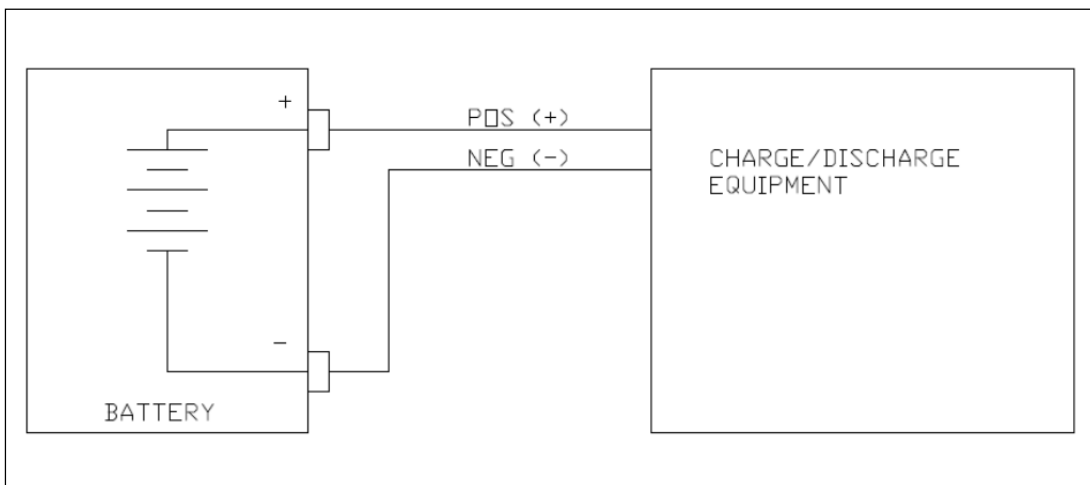 +
POS (+)
NEG (-)
CHARGE/DISCHARGE
EQUIPMENT
-
BATTERY